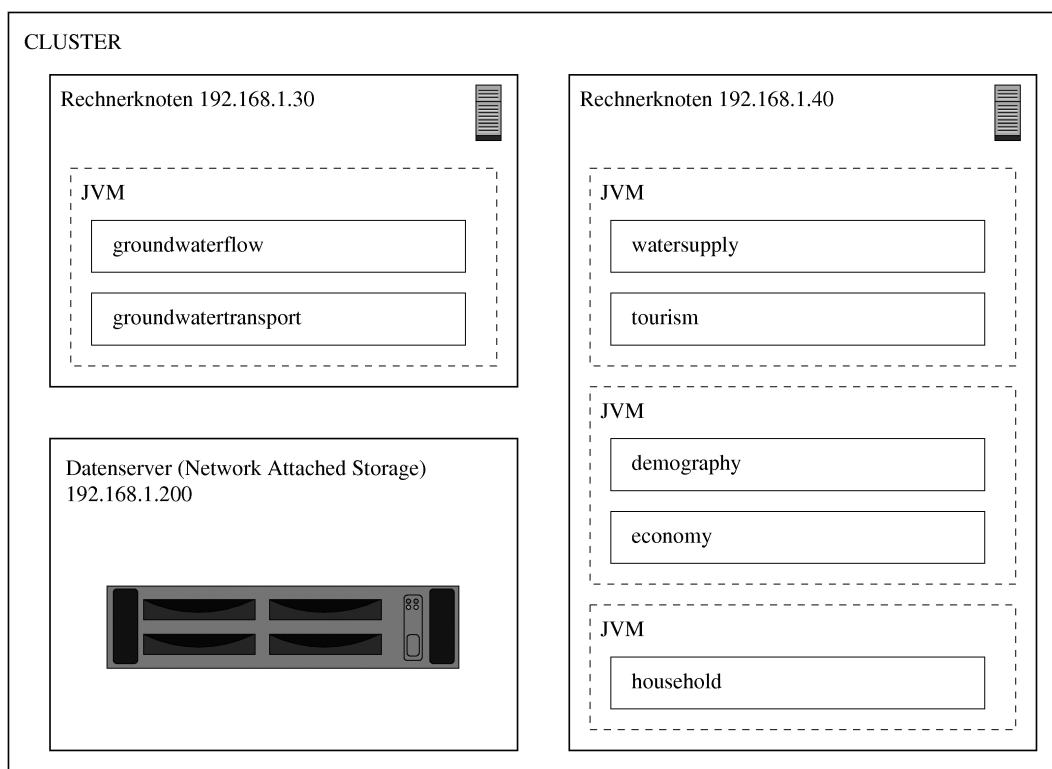 CLUSTER
Rechnerknoten 192.168.1.30
JVM
groundwaterflow
groundwatertransport
Datenserver (Network Attached Storage)
192.168.1.200
Rechnerknoten 192.168.1.40
JVM
watersupply
tourism
JVM
demography
economy
JVM
household